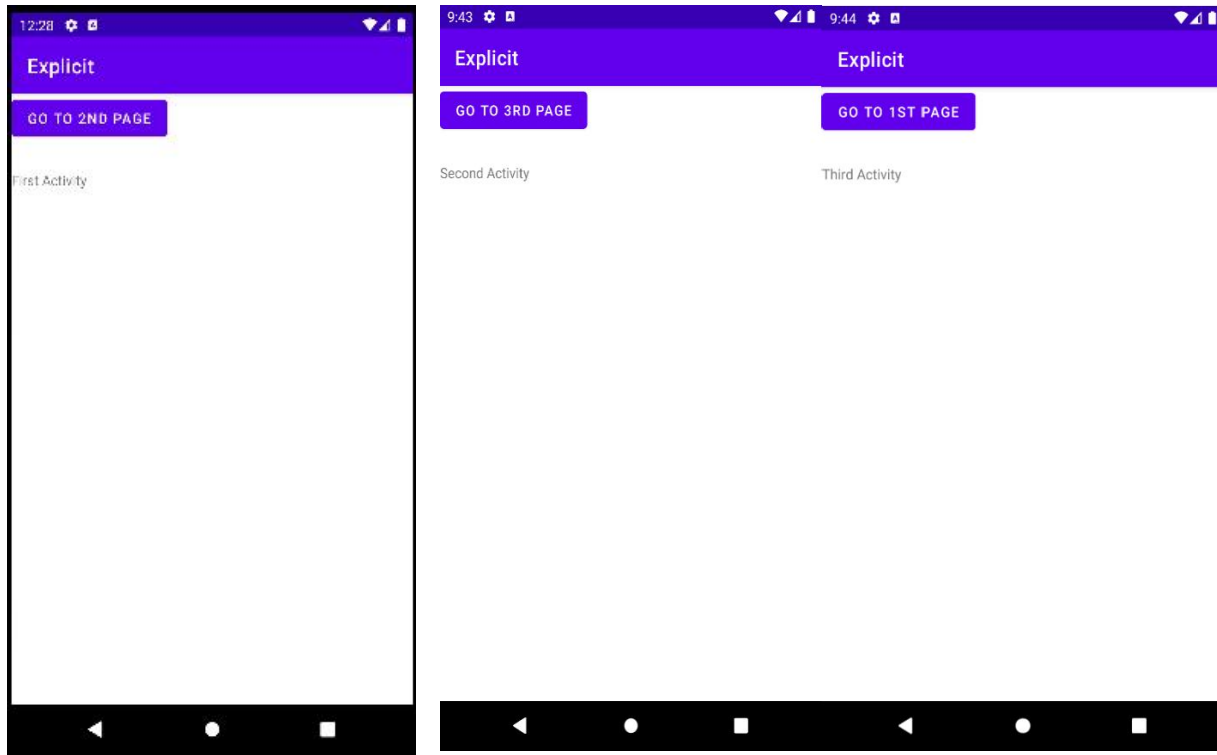 12:28
Explicit
GO TO 2ND PAGE
First Activity
9:43
Explicit
GO TO 3RD PAGE
Second Activity
9:44
Explicit
GO TO 1ST PAGE
Third Activity